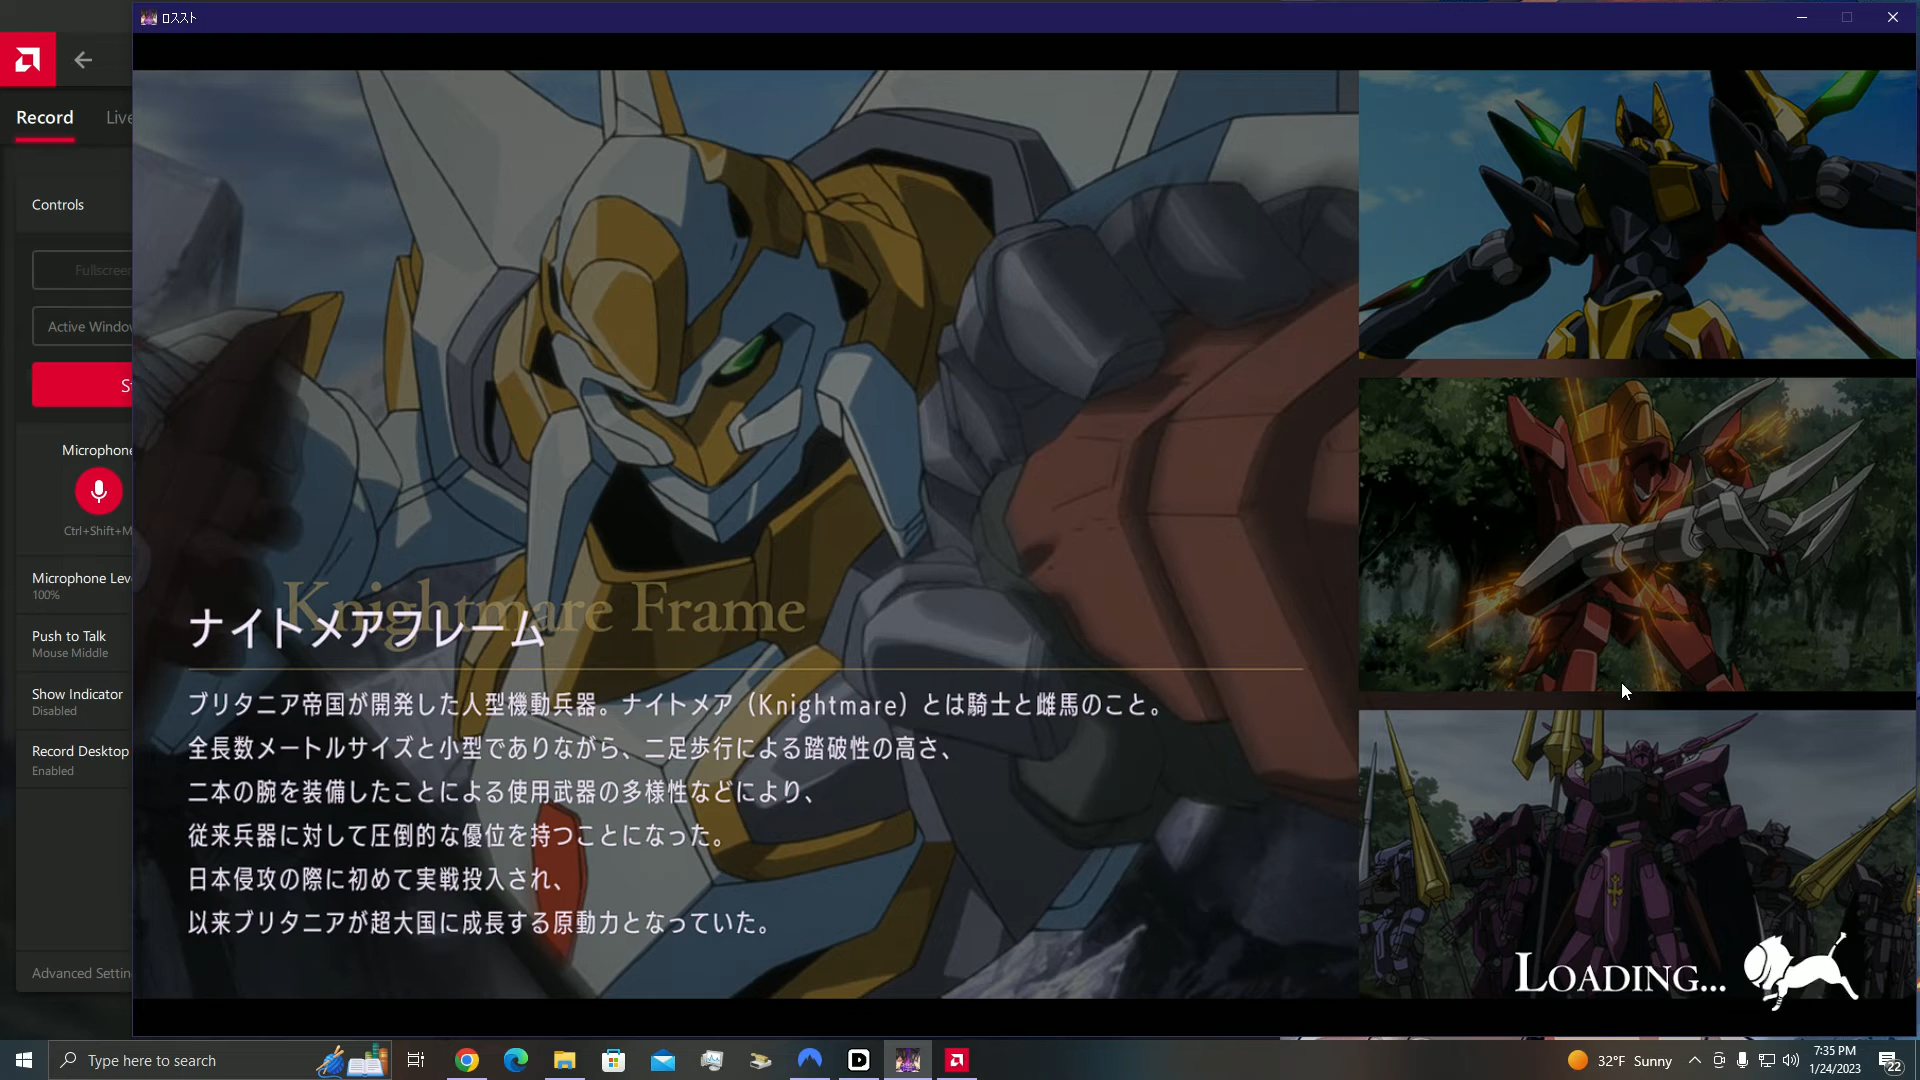 ロススト
Record
Live
Controls
Fullscreen
Active Window
St
Microphone
Ctrl+Shift+M
Microphone Lev
100%
Push to Talk
Mouse Middle
Show Indicator
Disabled
Record Desktop
Enabled
Advanced Settin
Knightmare Frame
ナイトメアフレーム
ブリタニア帝国が開発した人型機動兵器。ナイトメア（Knightmare）とは騎士と雌馬のこと。
全長数メートルサイズと小型でありながら、二足歩行による踏破性の高さ、
二本の腕を装備したことによる使用武器の多様性などにより、
従来兵器に対して圧倒的な優位を持つことになった。
日本侵攻の際に初めて実戦投入され、
以来ブリタニアが超大国に成長する原動力となっていた。
LOADING...
Type here to search
32°F Sunny
7:35 PM
1/24/2023
22